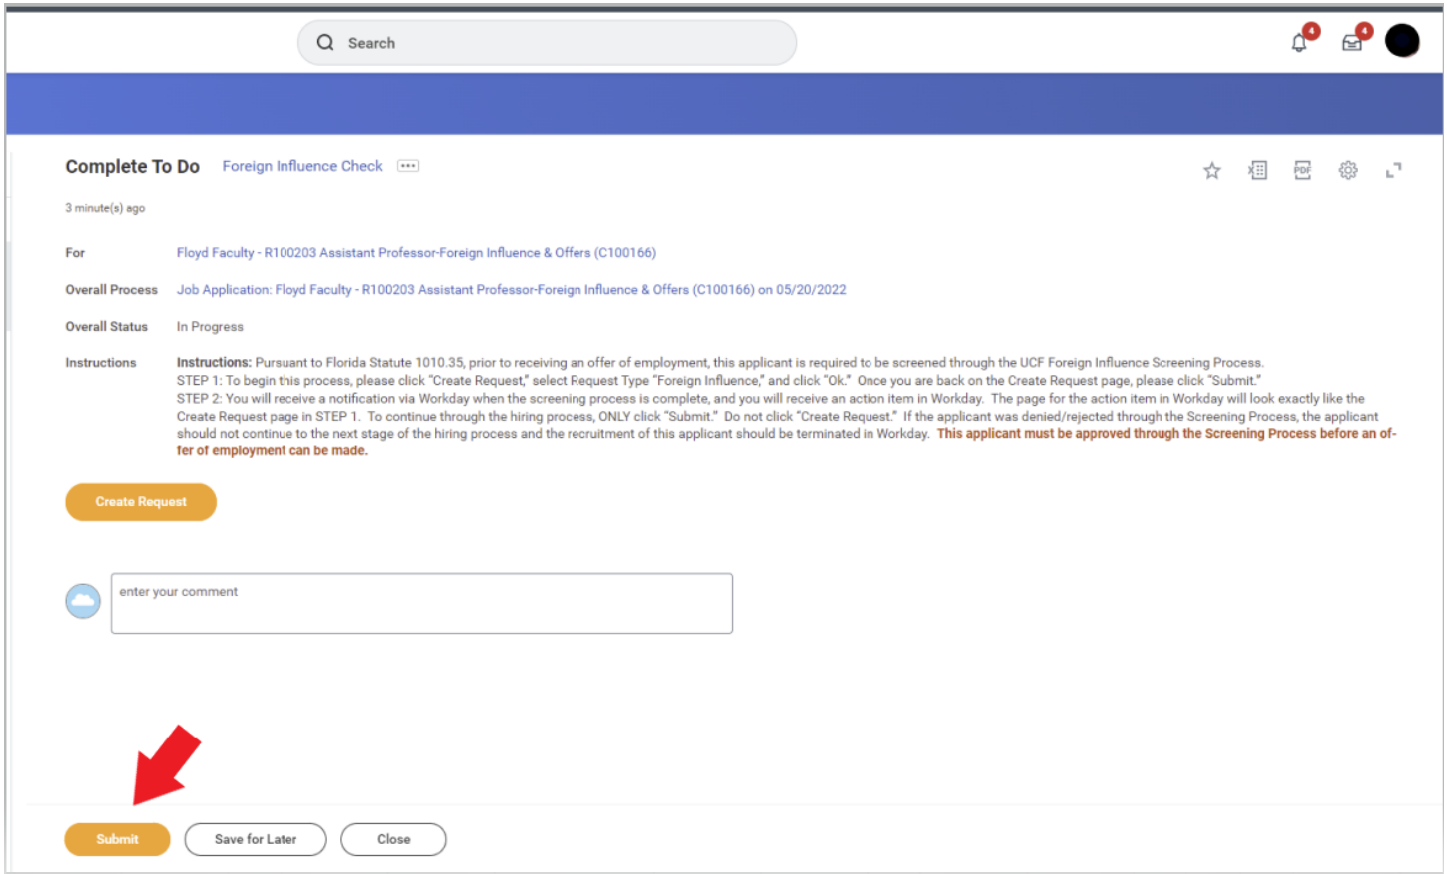 Search
4
4
Complete To Do Foreign Influence Check
PDF
3 minute(s) ago
For Floyd Faculty - R100203 Assistant Professor-Foreign Influence & Offers (C100166)
Overall Process Job Application: Floyd Faculty - R100203 Assistant Professor-Foreign Influence & Offers (C100166) on 05/20/2022
Overall Status In Progress
Instructions Instructions: Pursuant to Florida Statute 1010.35, prior to receiving an offer of employment, this applicant is required to be screened through the UCF Foreign Influence Screening Process.
STEP 1: To begin this process, please click “Create Request,” select Request Type “Foreign Influence,” and click “Ok.” Once you are back on the Create Request page, please click “Submit.”
STEP 2: You will receive a notification via Workday when the screening process is complete, and you will receive an action item in Workday. The page for the action item in Workday will look exactly like the
Create Request page in STEP 1. To continue through the hiring process, ONLY click “Submit.” Do not click “Create Request.” If the applicant was denied/rejected through the Screening Process, the applicant
should not continue to the next stage of the hiring process and the recruitment of this applicant should be terminated in Workday. This applicant must be approved through the Screening Process before an of-
fer of employment can be made.
Create Request
enter your comment
Submit Save for Later Close